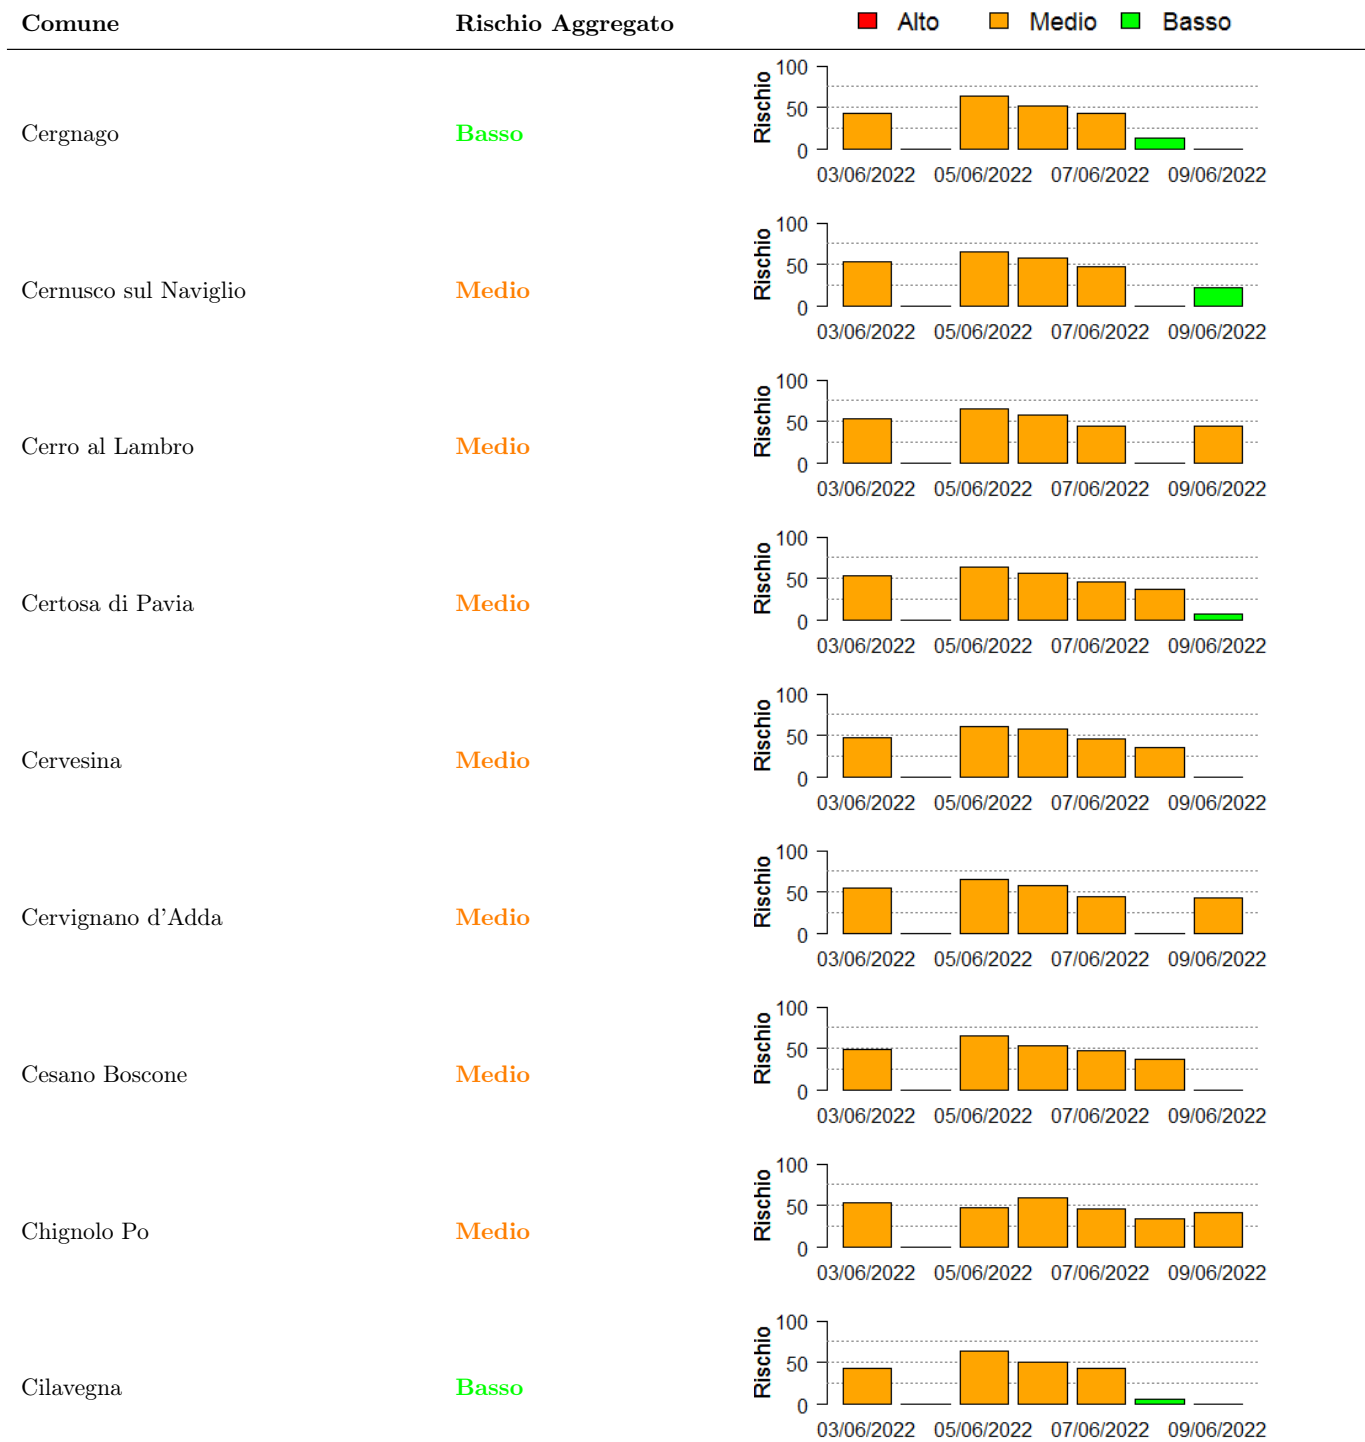 Comune Rischio Aggregato Alto Medio Basso
Cergnago Basso
Rischio
100
50
0
03/06/2022 05/06/2022 07/06/2022 09/06/2022
Cernusco sul Naviglio Medio
Rischio
100
50
0
03/06/2022 05/06/2022 07/06/2022 09/06/2022
Cerro al Lambro Medio
Rischio
100
50
0
03/06/2022 05/06/2022 07/06/2022 09/06/2022
Certosa di Pavia Medio
Rischio
100
50
0
03/06/2022 05/06/2022 07/06/2022 09/06/2022
Cervesina Medio
Rischio
100
50
0
03/06/2022 05/06/2022 07/06/2022 09/06/2022
Cervignano d'Adda Medio
Rischio
100
50
0
03/06/2022 05/06/2022 07/06/2022 09/06/2022
Cesano Boscone Medio
Rischio
100
50
0
03/06/2022 05/06/2022 07/06/2022 09/06/2022
Chignolo Po Medio
Rischio
100
50
0
03/06/2022 05/06/2022 07/06/2022 09/06/2022
Cilavegna Basso
Rischio
100
50
0
03/06/2022 05/06/2022 07/06/2022 09/06/2022